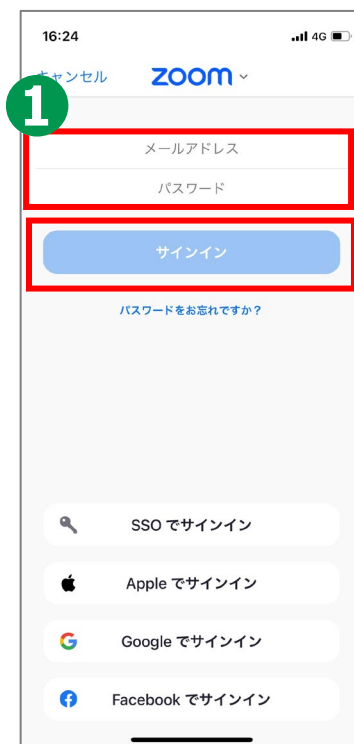 16:24 4G
キャンセル zoom
1
メールアドレス
パスワード
サインイン
パスワードをお忘れですか？
SSO でサインイン
Apple でサインイン
Google でサインイン
Facebook でサインイン